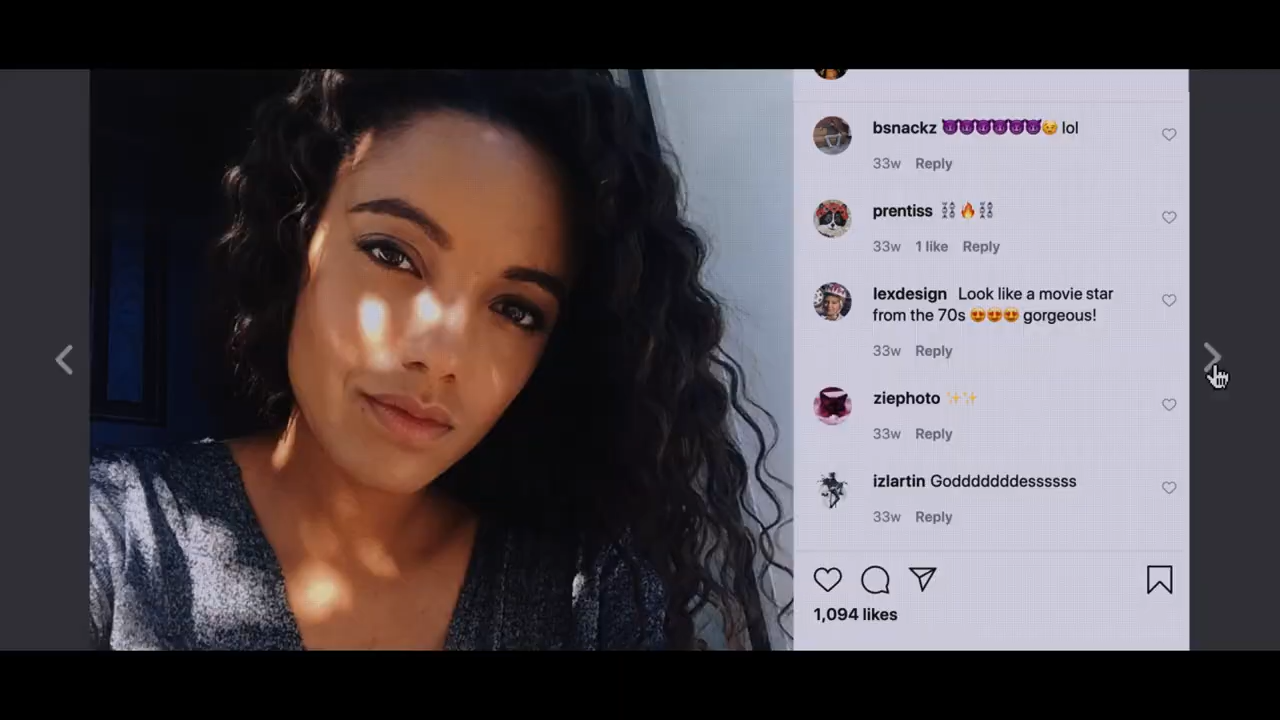 bsnackz 😈😈😈😈😈😈😌 lol
33w Reply
prentiss ⛓🔥⛓
33w 1 like Reply
lexdesign Look like a movie star
from the 70s 😍😍😍 gorgeous!
33w Reply
ziephoto ✨✨
33w Reply
izlartin Godddddddessssss
33w Reply
1,094 likes